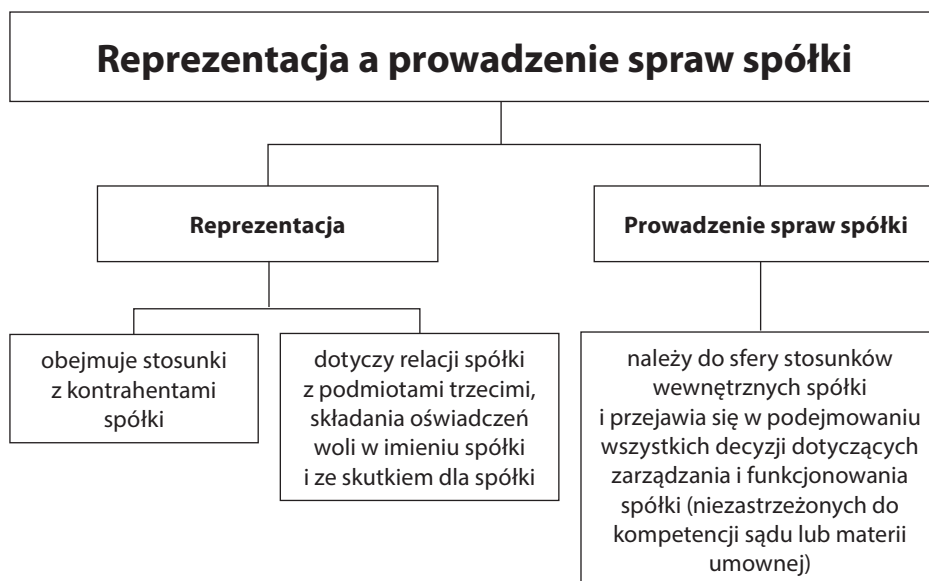 Reprezentacja a prowadzenie spraw spółki
Reprezentacja
Prowadzenie spraw spółki
obejmuje stosunki
z kontrahentami
spółki
dotyczy relacji spółki
z podmiotami trzecimi,
składania oświadczeń
woli w imieniu spółki
i ze skutkiem dla spółki
należy do sfery stosunków
wewnętrznych spółki
i przejawia się w podejmowaniu
wszystkich decyzji dotyczących
zarządzania i funkcjonowania
spółki (niezastrzeżonych do
kompetencji sądu lub materii
umownej)